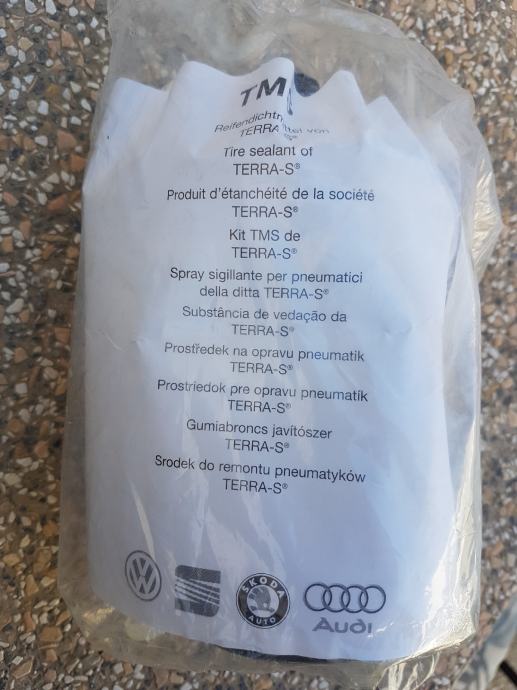 TMS
TERRA
Tire sealant of
TERRA-S®
Produit d'étanchéité de la société
TERRA-S®
Kit TMS de
TERRA-S®
Spray sigillante per pneumatici
della ditta TERRA-S®
Substância de vedação da
TERRA-S®
Prostředek na opravu pneumatik
TERRA-S®
Prostriedok pre opravu pneumatík
TERRA-S®
Gumiabroncs javítószer
TERRA-S®
Srodek do remontu pneumatyków
TERRA-S®
VW
S
ŠKODA
AUTO
Audi